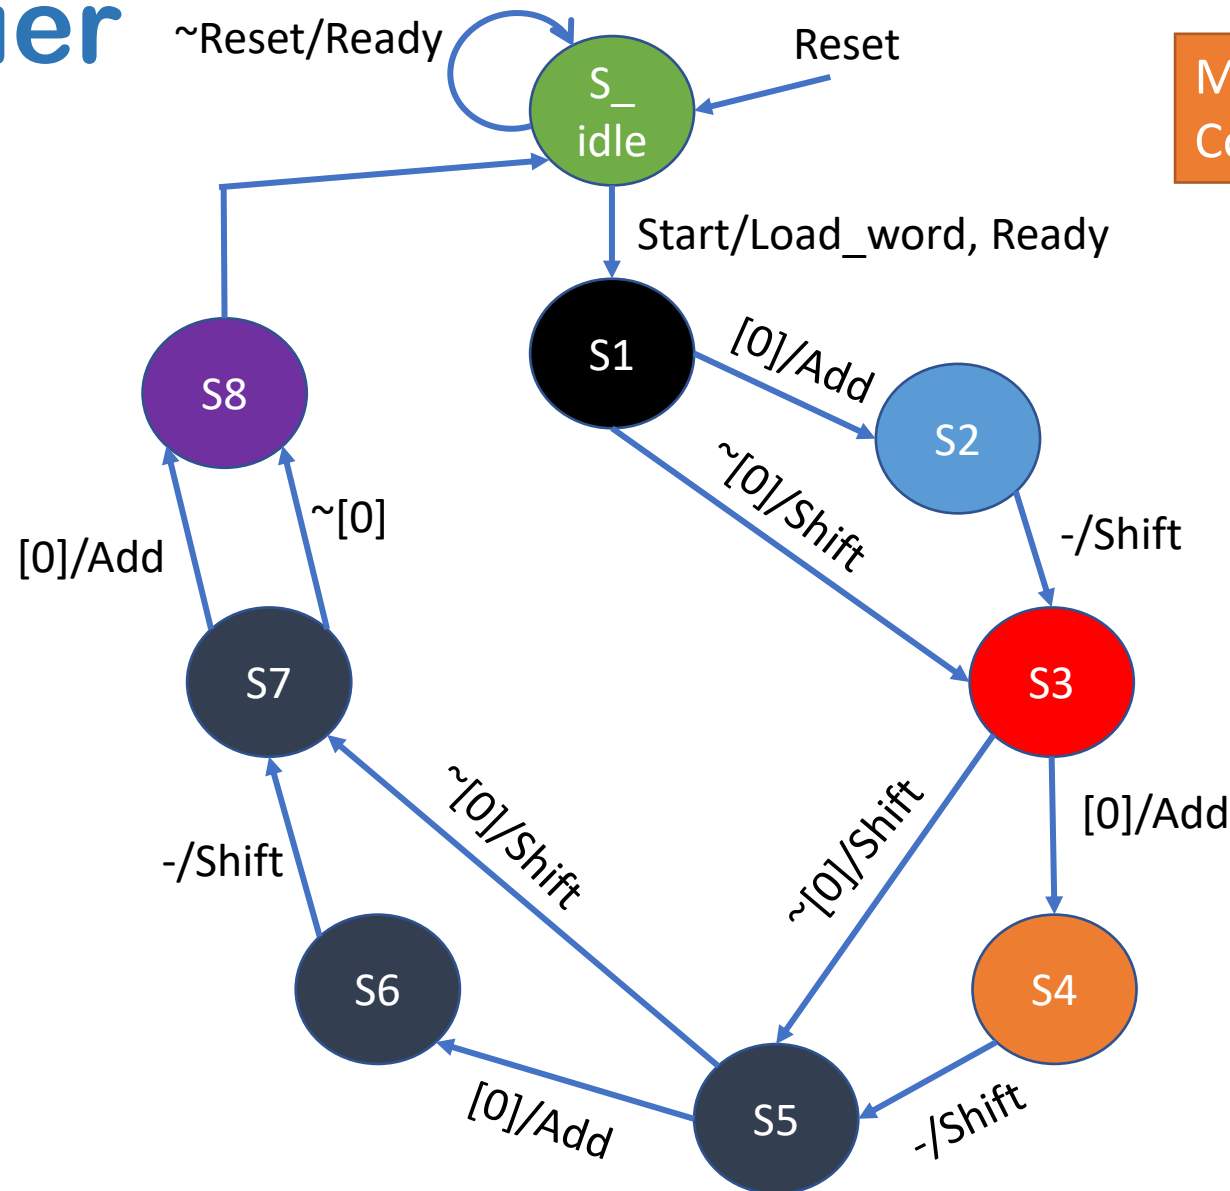 ~Reset/Ready
Reset
S_
idle
Start/Load_word, Ready
S1
[0]/Add
S2
~[0]/Shift
-/Shift
S8
~[0]
[0]/Add
S7
S3
~[0]/Shift
~[0]/Shift
[0]/Add
-/Shift
S6
S4
[0]/Add
S5
-/Shift